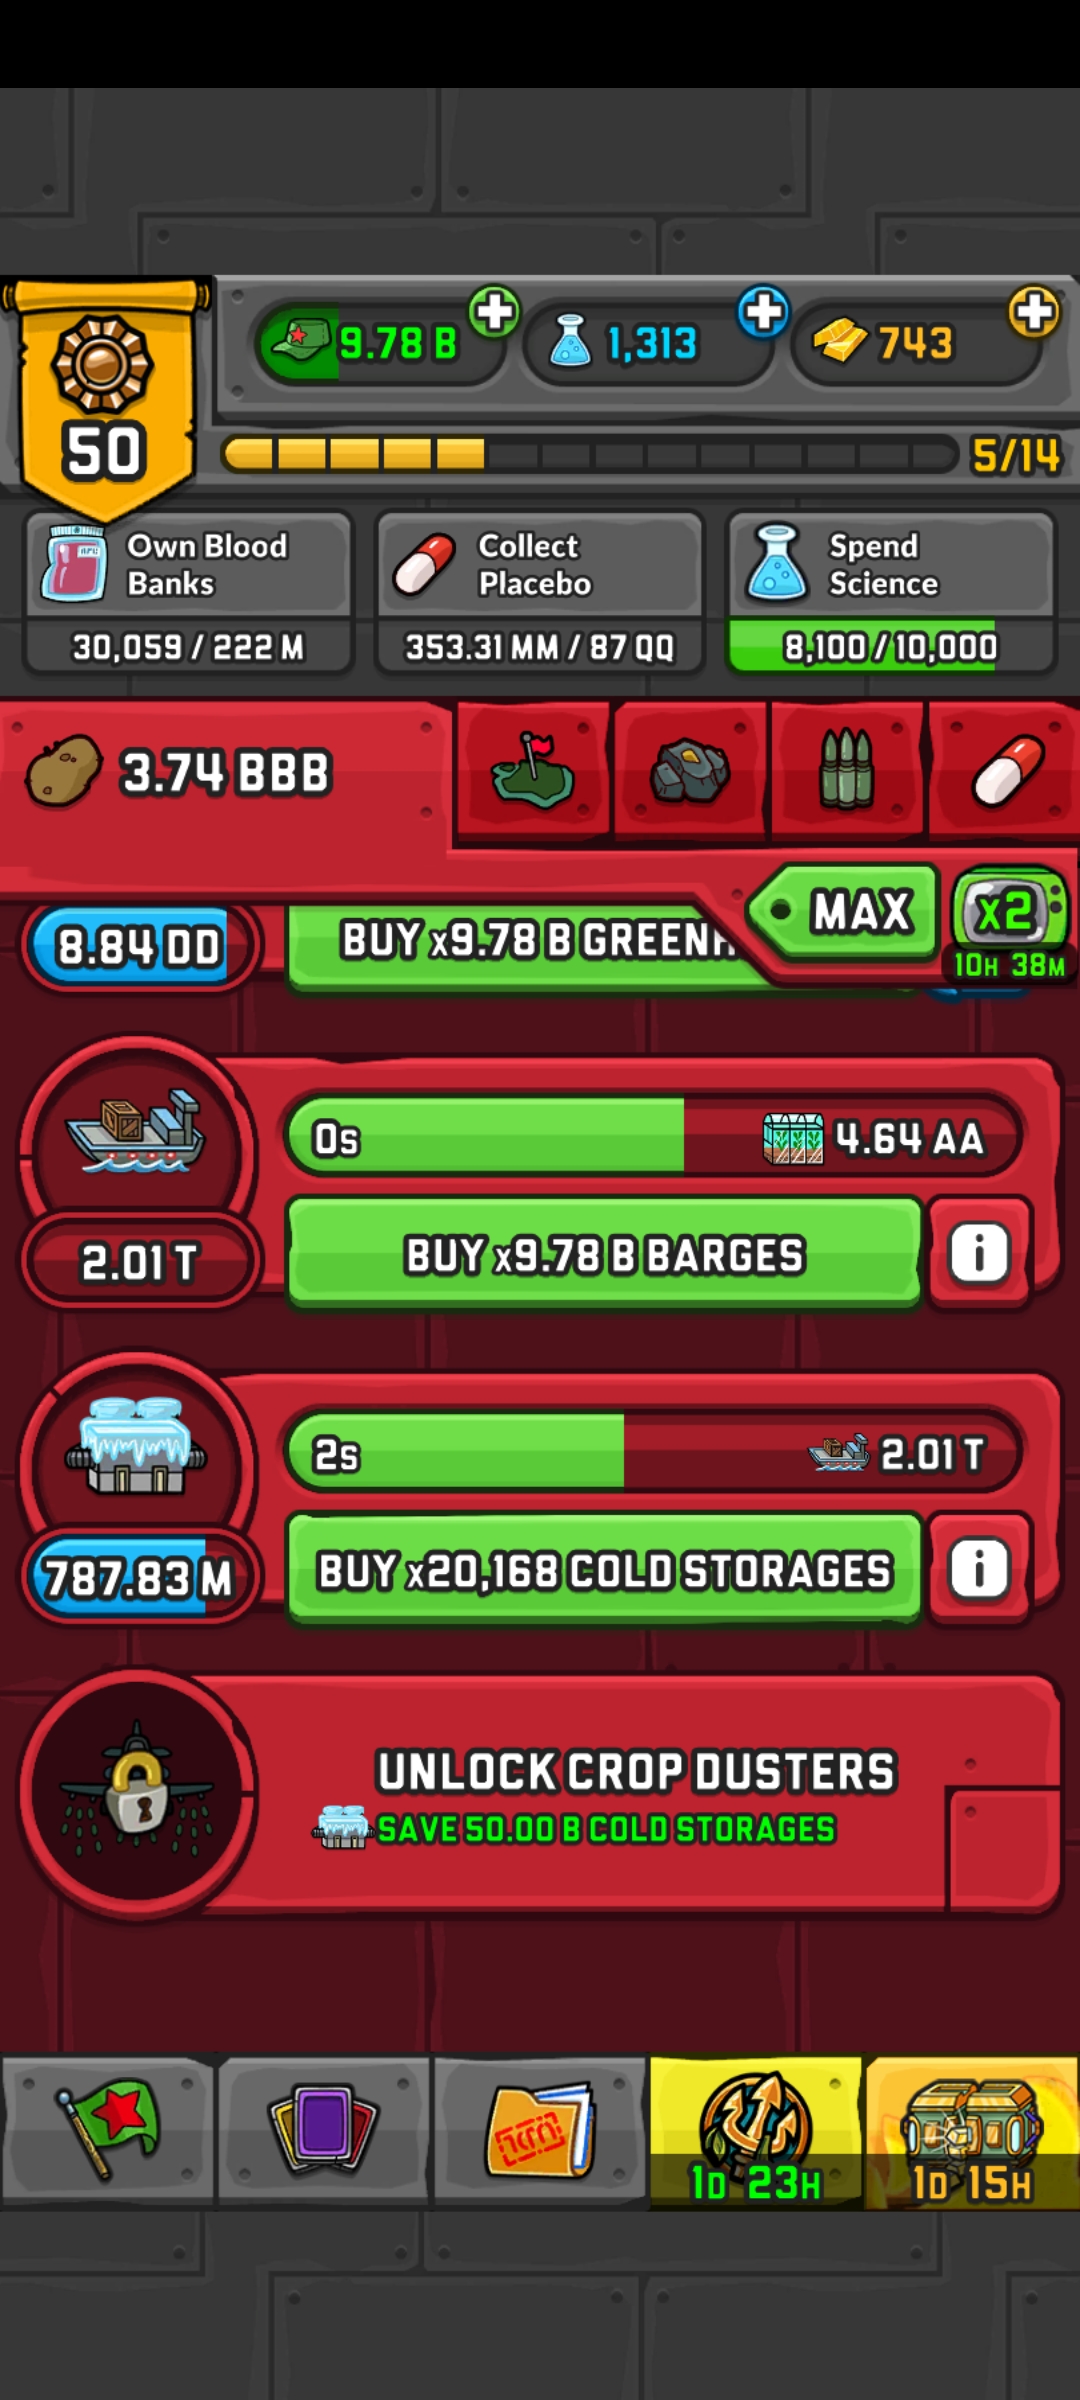 50
9.78 B
1,313
743
5/14
Own Blood
Banks
30,059 / 222 M
Collect
Placebo
353.31 MM / 87 QQ
Spend
Science
8,100 / 10,000
3.74 BBB
MAX
x2
10H 38M
8.84 DD
BUY x9.78 B GREENH
0s
4.64 AA
2.01 T
BUY x9.78 B BARGES
i
2s
2.01 T
787.83 M
BUY x20,168 COLD STORAGES
i
UNLOCK CROP DUSTERS
SAVE 50.00 B COLD STORAGES
1D 23H
1D 15H